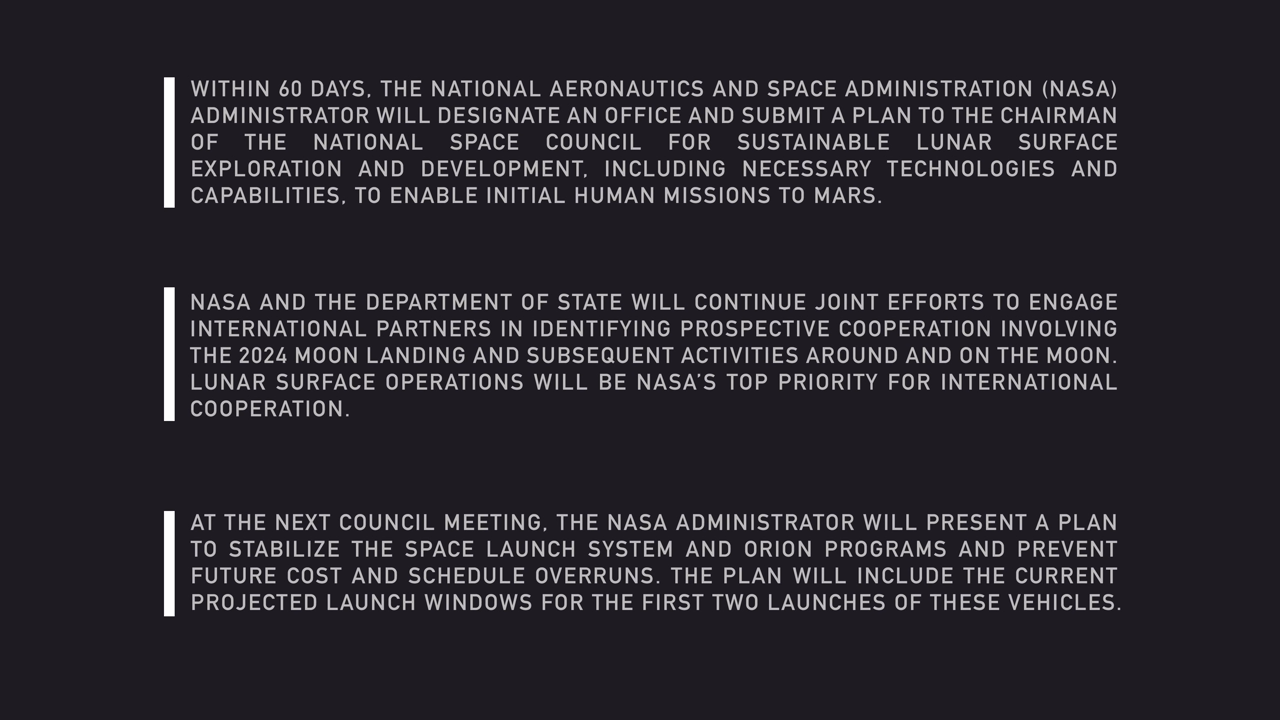 WITHIN 60 DAYS, THE NATIONAL AERONAUTICS AND SPACE ADMINISTRATION (NASA)
ADMINISTRATOR WILL DESIGNATE AN OFFICE AND SUBMIT A PLAN TO THE CHAIRMAN
OF THE NATIONAL SPACE COUNCIL FOR SUSTAINABLE LUNAR SURFACE
EXPLORATION AND DEVELOPMENT, INCLUDING NECESSARY TECHNOLOGIES AND
CAPABILITIES, TO ENABLE INITIAL HUMAN MISSIONS TO MARS.
NASA AND THE DEPARTMENT OF STATE WILL CONTINUE JOINT EFFORTS TO ENGAGE
INTERNATIONAL PARTNERS IN IDENTIFYING PROSPECTIVE COOPERATION INVOLVING
THE 2024 MOON LANDING AND SUBSEQUENT ACTIVITIES AROUND AND ON THE MOON.
LUNAR SURFACE OPERATIONS WILL BE NASA'S TOP PRIORITY FOR INTERNATIONAL
COOPERATION.
AT THE NEXT COUNCIL MEETING, THE NASA ADMINISTRATOR WILL PRESENT A PLAN
TO STABILIZE THE SPACE LAUNCH SYSTEM AND ORION PROGRAMS AND PREVENT
FUTURE COST AND SCHEDULE OVERRUNS. THE PLAN WILL INCLUDE THE CURRENT
PROJECTED LAUNCH WINDOWS FOR THE FIRST TWO LAUNCHES OF THESE VEHICLES.